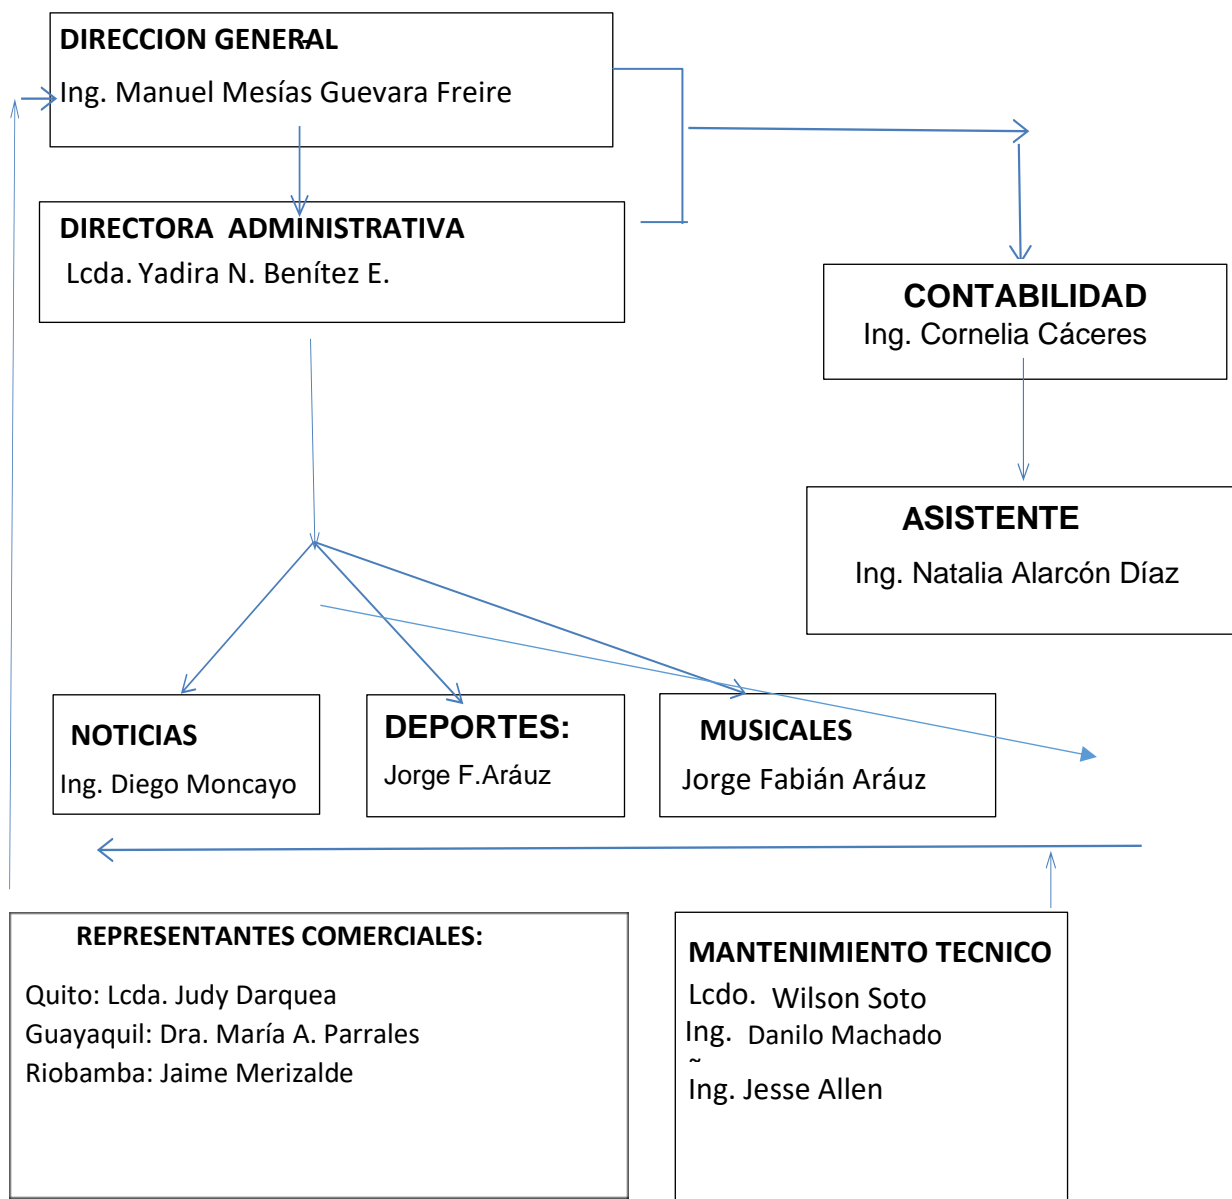 DIRECCION GENERAL
Ing. Manuel Mesías Guevara Freire
DIRECTORA  ADMINISTRATIVA
Lcda. Yadira N. Benítez E.
CONTABILIDAD
Ing. Cornelia Cáceres
ASISTENTE
Ing. Natalia Alarcón Díaz
NOTICIAS
Ing. Diego Moncayo
DEPORTES:
Jorge F.Aráuz
MUSICALES
Jorge Fabián Aráuz
REPRESENTANTES COMERCIALES:
Quito: Lcda. Judy Darquea
Guayaquil: Dra. María A. Parrales
Riobamba: Jaime Merizalde
MANTENIMIENTO TECNICO
Lcdo. Wilson Soto
Ing. Danilo Machado
~
Ing. Jesse Allen